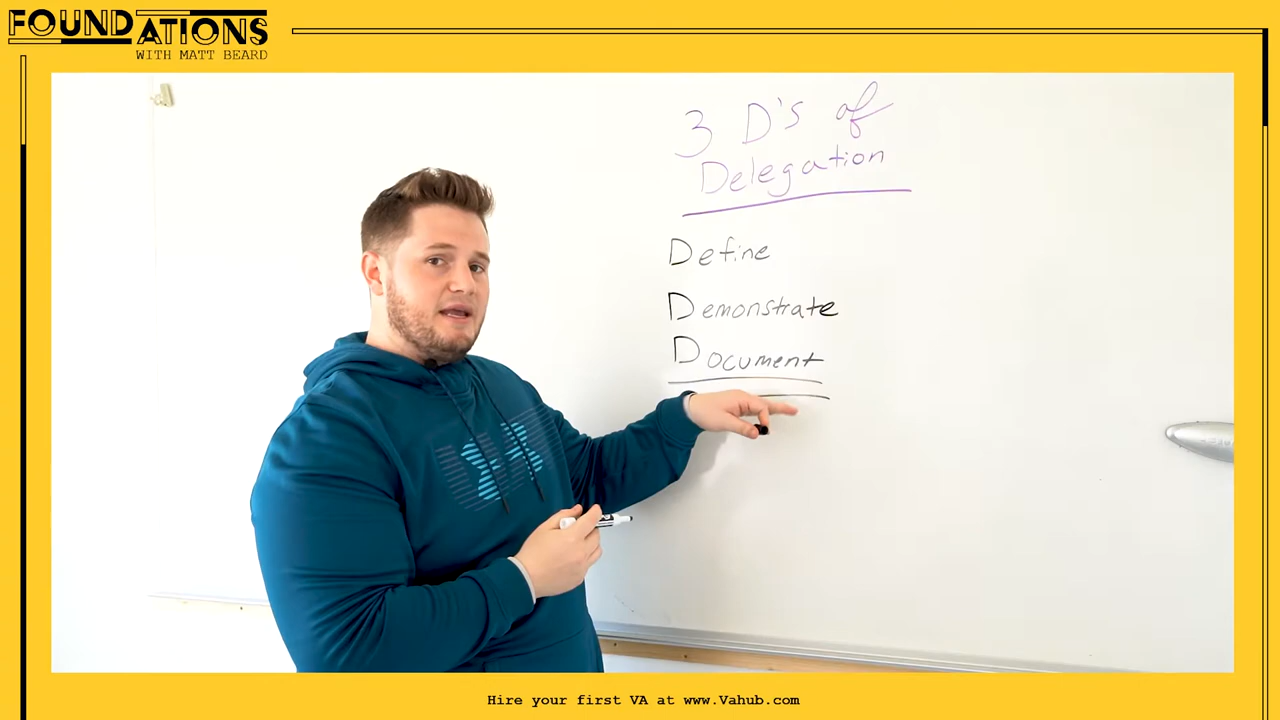 FOUNDATIONS
WITH MATT BEARD
3 D's of
Delegation
Define
Demonstrate
Document
Hire your first VA at www.Vahub.com